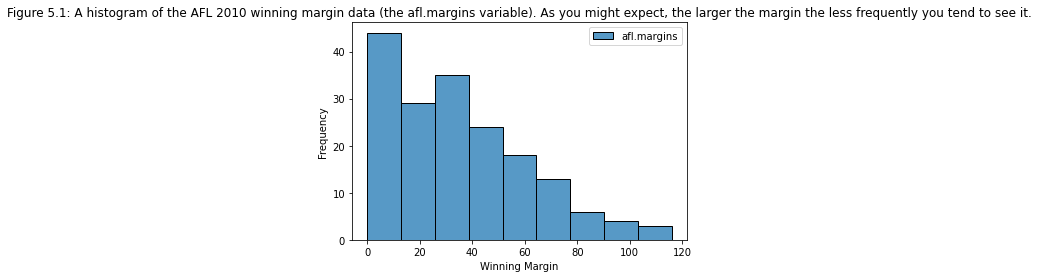 Figure 5.1: A histogram of the AFL 2010 winning margin data (the afl.margins variable). As you might expect, the larger the margin the less frequently you tend to see it.
afl.margins
40
30
20
10
0
Frequency
0 20 40 60 80 100 120
Winning Margin